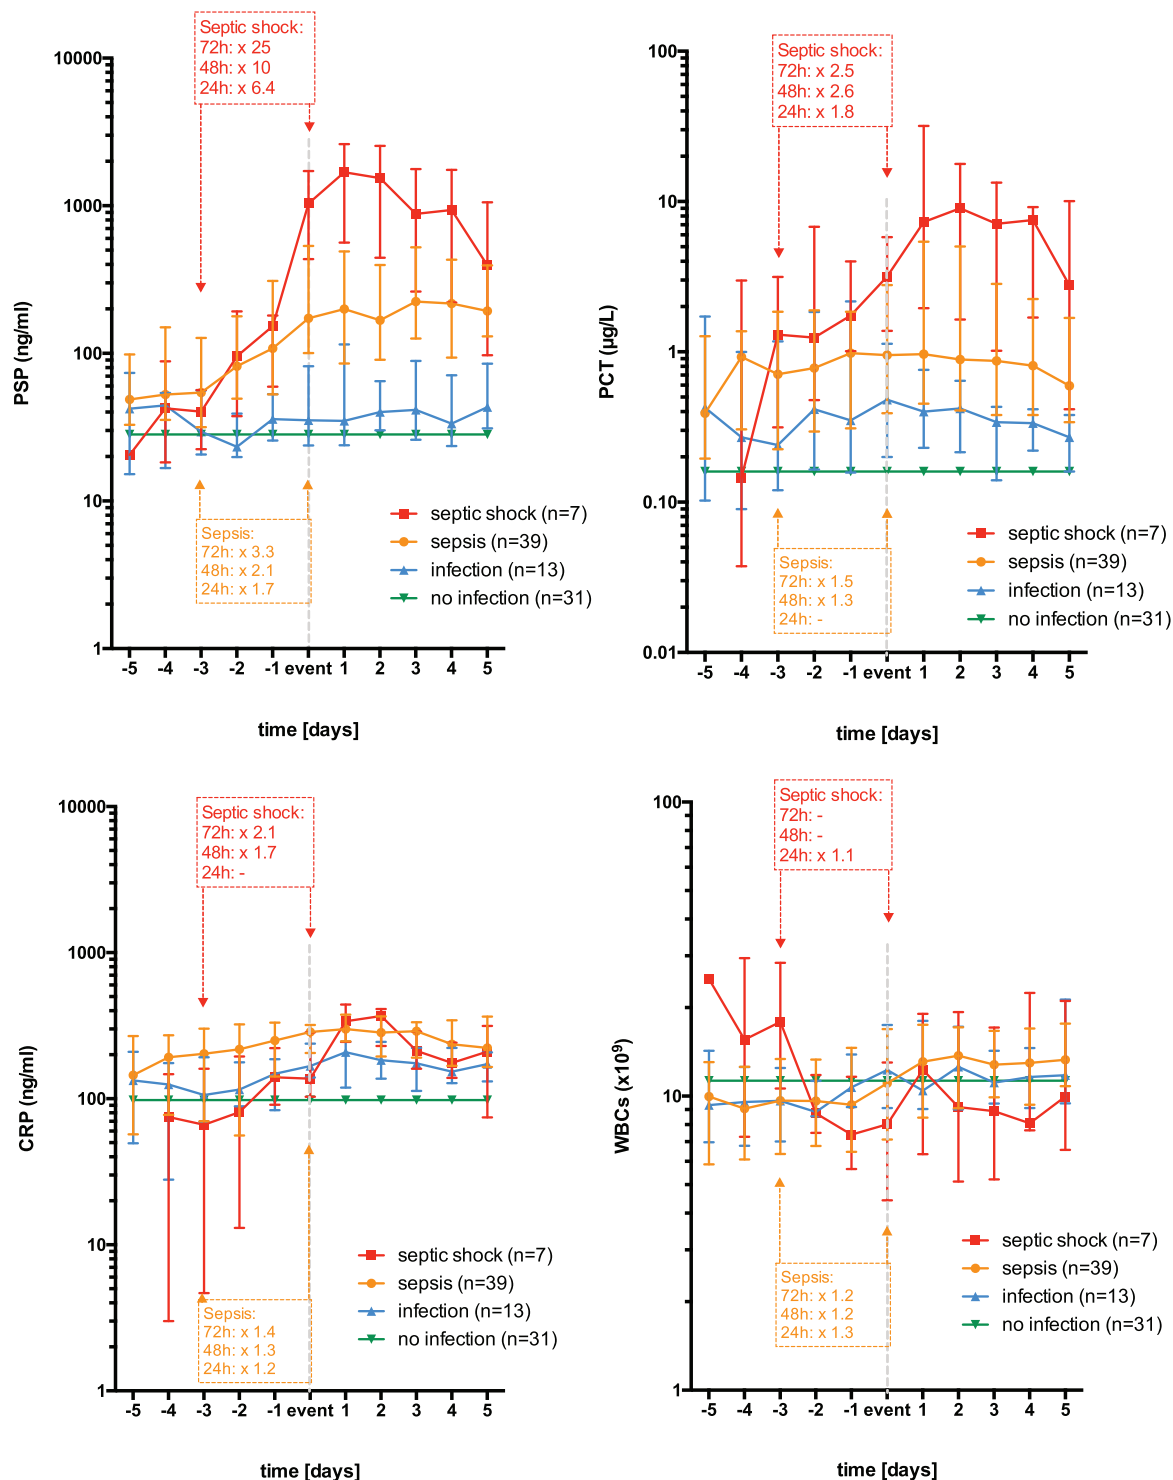 Septic shock:
72h: x 25
48h: x 10
24h: x 6.4
10000
1000
100
10
1
PSP (ng/ml)
Sepsis:
72h: x 3.3
48h: x 2.1
24h: x 1.7
septic shock (n=7)
sepsis (n=39)
infection (n=13)
no infection (n=31)
-5 -4 -3 -2 -1 event 1 2 3 4 5
time [days]
Septic shock:
72h: x 2.5
48h: x 2.6
24h: x 1.8
100
10
1
0.10
0.01
PCT (µg/L)
Sepsis:
72h: x 1.5
48h: x 1.3
24h: -
septic shock (n=7)
sepsis (n=39)
infection (n=13)
no infection (n=31)
-5 -4 -3 -2 -1 event 1 2 3 4 5
time [days]
Septic shock:
72h: x 2.1
48h: x 1.7
24h: -
10000
1000
100
10
1
CRP (ng/ml)
Sepsis:
72h: x 1.4
48h: x 1.3
24h: x 1.2
septic shock (n=7)
sepsis (n=39)
infection (n=13)
no infection (n=31)
-5 -4 -3 -2 -1 event 1 2 3 4 5
time [days]
Septic shock:
72h: -
48h: -
24h: x 1.1
100
10
1
WBCs (x10⁹)
Sepsis:
72h: x 1.2
48h: x 1.2
24h: x 1.3
septic shock (n=7)
sepsis (n=39)
infection (n=13)
no infection (n=31)
-5 -4 -3 -2 -1 event 1 2 3 4 5
time [days]